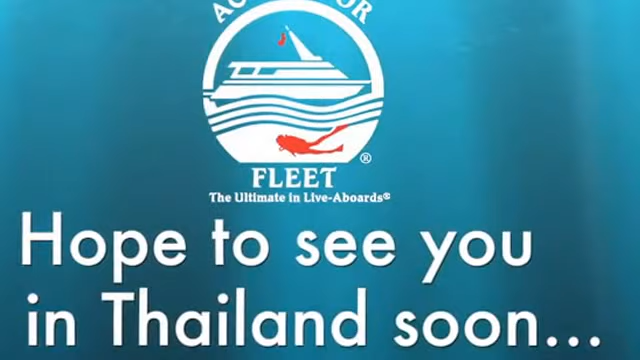 FLEET
The Ultimate in Live-Aboards®
Hope to see you
in Thailand soon...